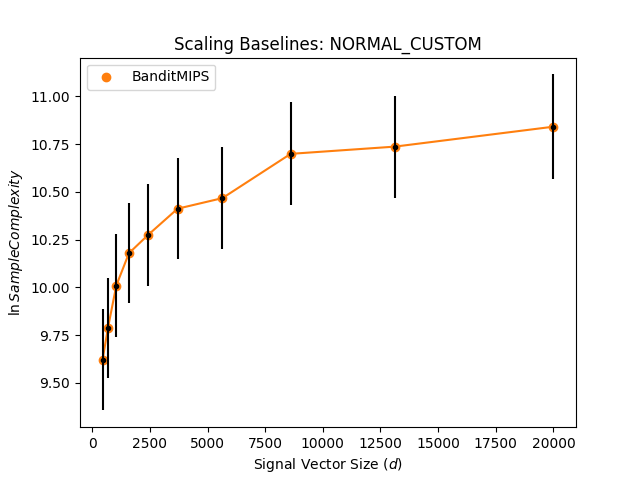 Scaling Baselines: NORMAL_CUSTOM
BanditMIPS
11.00
10.75
10.50
10.25
10.00
9.75
9.50
ln SampleComplexity
0 2500 5000 7500 10000 12500 15000 17500 20000
Signal Vector Size (d)